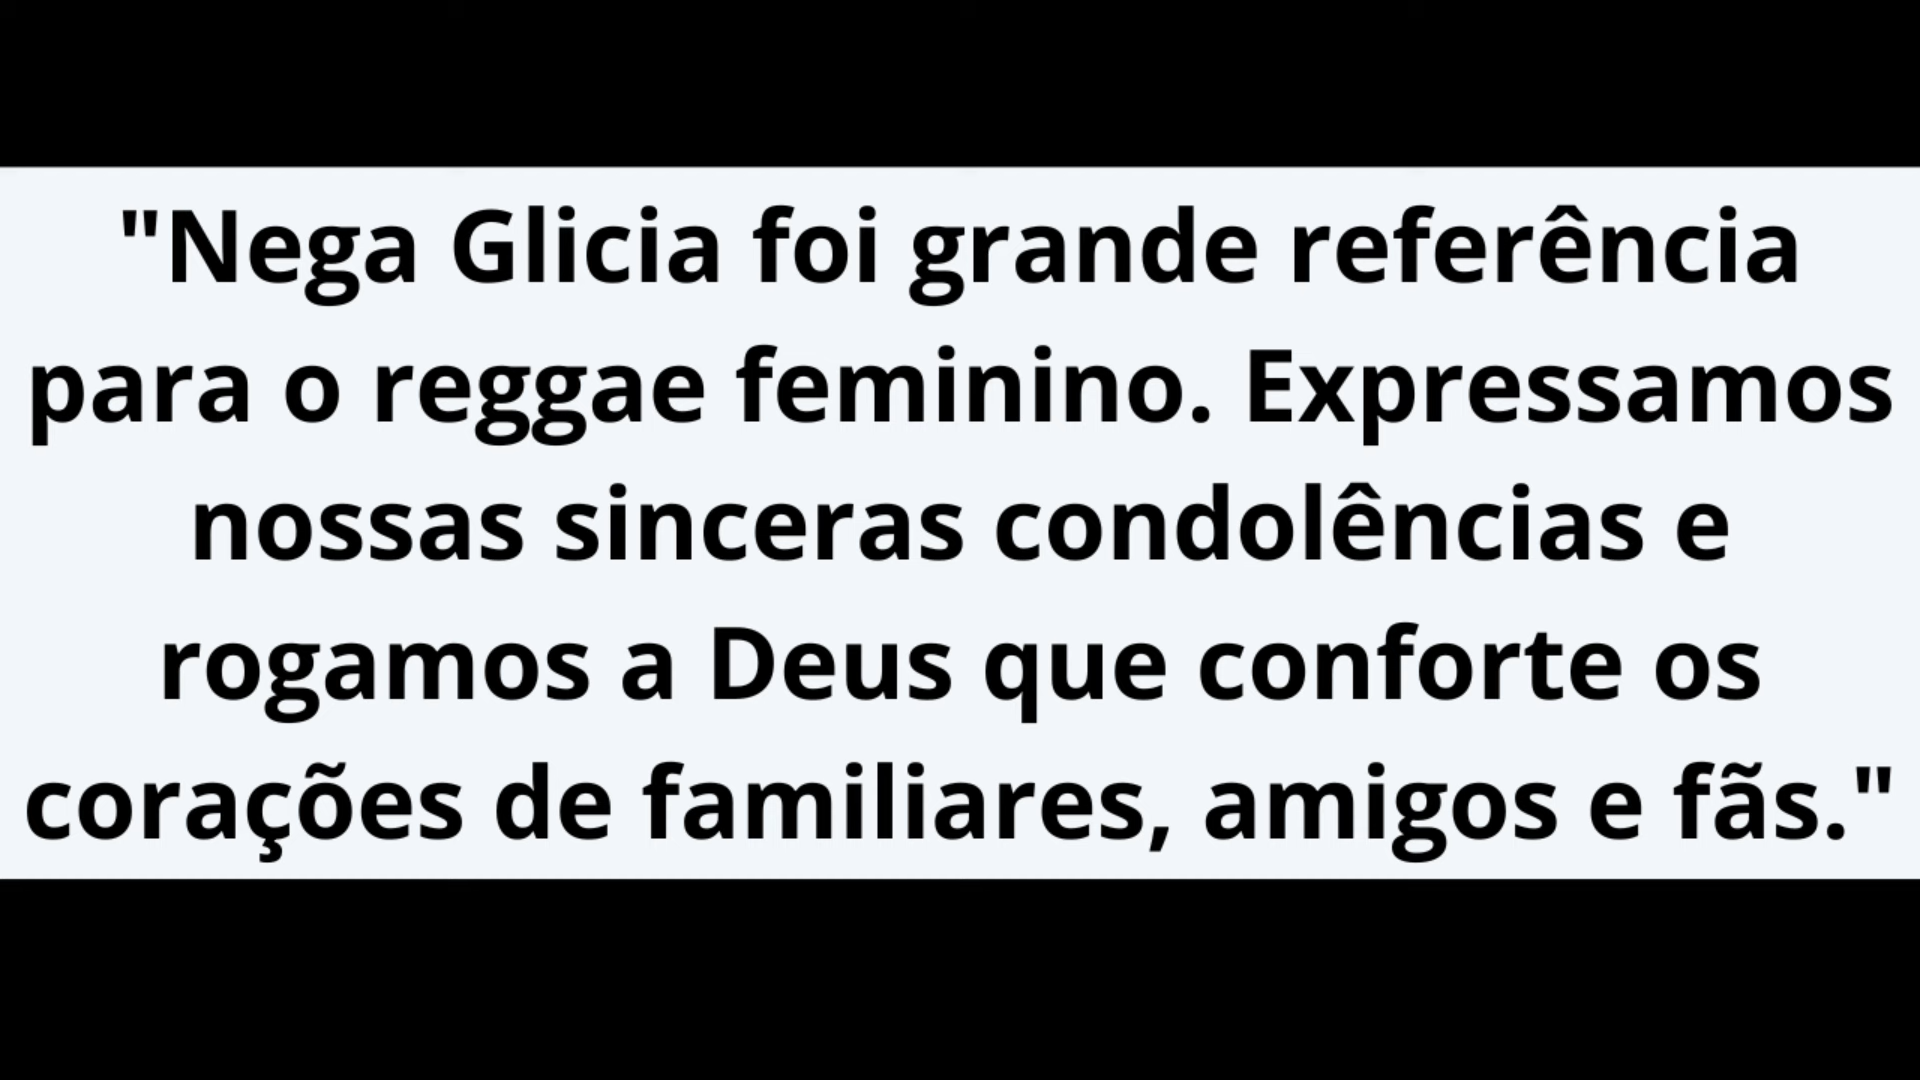 "Nega Glicia foi grande referência
para o reggae feminino. Expressamos
nossas sinceras condolências e
rogamos a Deus que conforte os
corações de familiares, amigos e fãs."